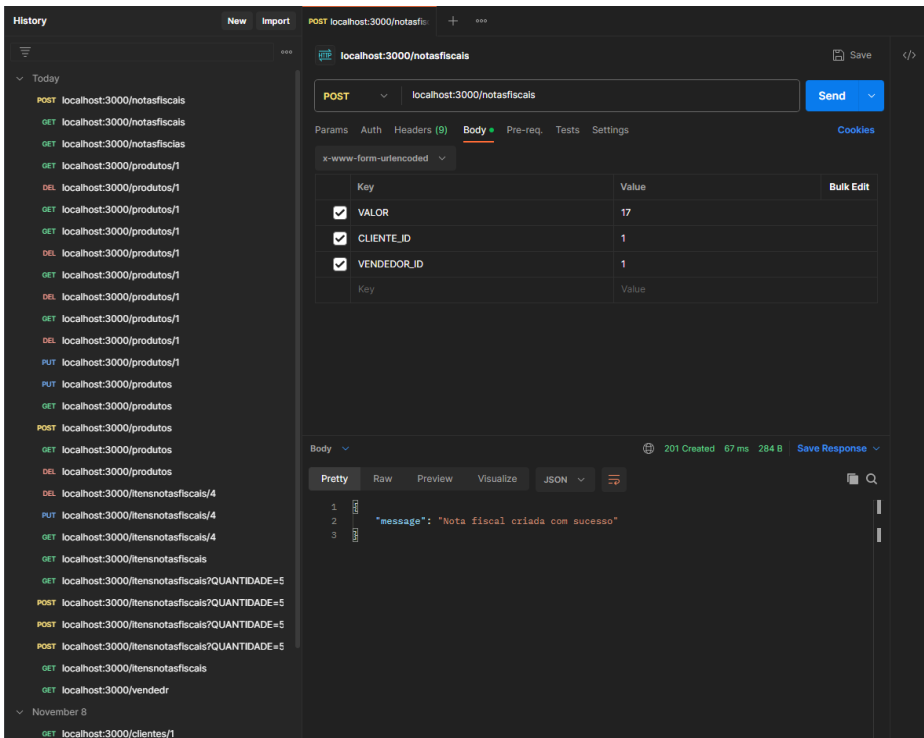 History New Import POST localhost:3000/notasfis
HTTP localhost:3000/notasfiscais Save
Today
POST localhost:3000/notasfiscais
GET localhost:3000/notasfiscais
GET localhost:3000/notasfiscias
GET localhost:3000/produtos/1
DEL localhost:3000/produtos/1
GET localhost:3000/produtos/1
GET localhost:3000/produtos/1
DEL localhost:3000/produtos/1
GET localhost:3000/produtos/1
DEL localhost:3000/produtos/1
GET localhost:3000/produtos/1
DEL localhost:3000/produtos/1
PUT localhost:3000/produtos/1
PUT localhost:3000/produtos
GET localhost:3000/produtos
POST localhost:3000/produtos
GET localhost:3000/produtos
DEL localhost:3000/produtos
DEL localhost:3000/itensnotasfiscais/4
PUT localhost:3000/itensnotasfiscais/4
GET localhost:3000/itensnotasfiscais/4
GET localhost:3000/itensnotasfiscais
GET localhost:3000/itensnotasfiscais?QUANTIDADE=5
POST localhost:3000/itensnotasfiscais?QUANTIDADE=5
POST localhost:3000/itensnotasfiscais?QUANTIDADE=5
POST localhost:3000/itensnotasfiscais?QUANTIDADE=5
GET localhost:3000/itensnotasfiscais
GET localhost:3000/vendedr
November 8
GET localhost:3000/clientes/1
POST localhost:3000/notasfiscais Send
Params Auth Headers (9) Body Pre-req. Tests Settings Cookies
x-www-form-urlencoded
Key Value Bulk Edit
VALOR 17
CLIENTE_ID 1
VENDEDOR_ID 1
Key Value
Body 201 Created 67 ms 284 B Save Response
Pretty Raw Preview Visualize JSON
1 {
2 "message": "Nota fiscal criada com sucesso"
3 }